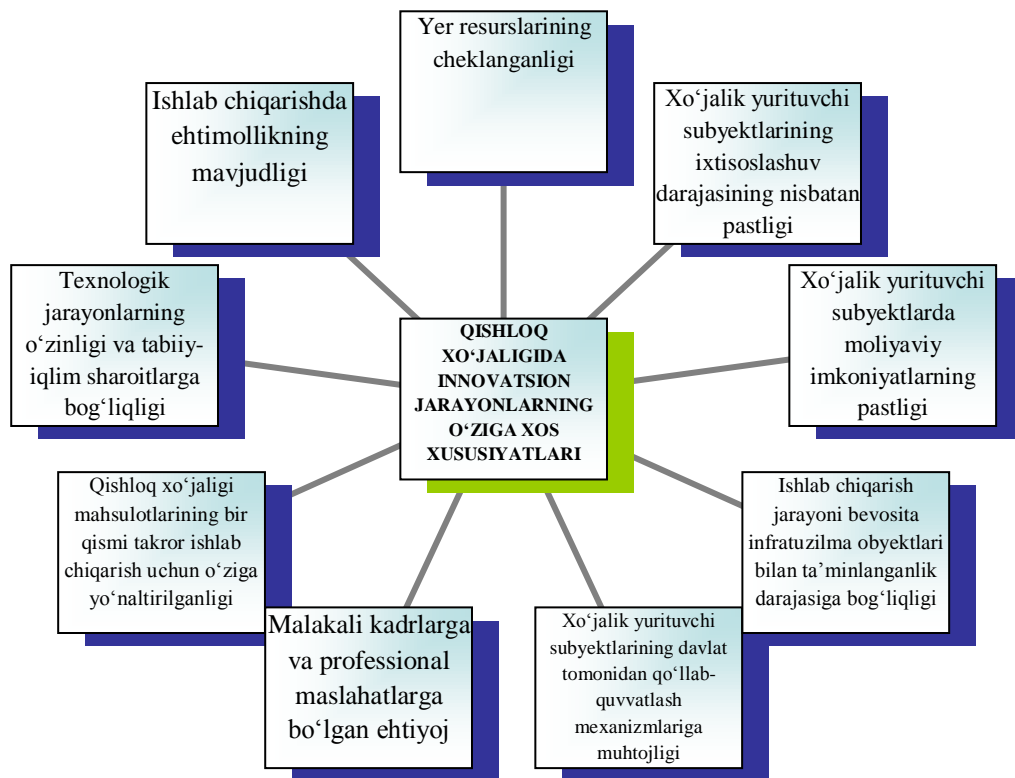 Yer resurslarining
cheklanganligi
Ishlab chiqarishda
ehtimollikning
mavjudligi
Xo‘jalik yurituvchi
subyektlarining
ixtisoslashuv
darajasining nisbatan
pastligi
Texnologik
jarayonlarning
o‘zinligi va tabiiy-
iqlim sharoitlarga
bog‘liqligi
QISHLOQ
XO‘JALIGIDA
INNOVATSION
JARAYONLARNING
O‘ZIGA XOS
XUSUSIYATLARI
Xo‘jalik yurituvchi
subyektlarda
moliyaviy
imkoniyatlarning
pastligi
Qishloq xo‘jaligi
mahsulotlarining bir
qismi takror ishlab
chiqarish uchun o‘ziga
yo‘naltirilganligi
Ishlab chiqarish
jarayoni bevosita
infratuzilma obyektlari
bilan ta’minlanganlik
darajasiga bog‘liqligi
Malakali kadrlarga
va professional
maslahatlarga
bo‘lgan ehtiyoj
Xo‘jalik yurituvchi
subyektlarining davlat
tomonidan qo‘llab-
quvvatlash
mexanizmlariga
muhtojligi